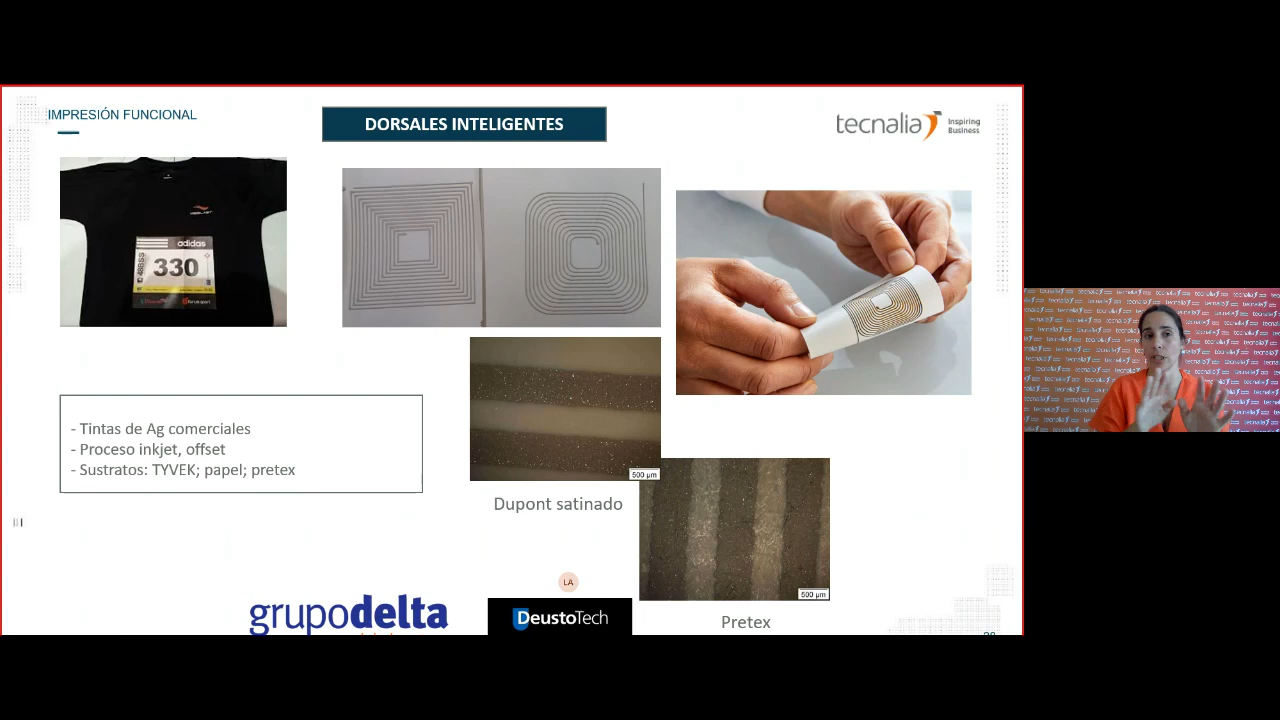 IMPRESIÓN FUNCIONAL
DORSALES INTELIGENTES
tecnalia Inspiring
Business
adidas
330
- Tintas de Ag comerciales
- Proceso inkjet, offset
- Sustratos: TYVEK; papel; pretex
500 µm
Dupont satinado
500 µm
Pretex
LA
grupodelta
DeustoTech